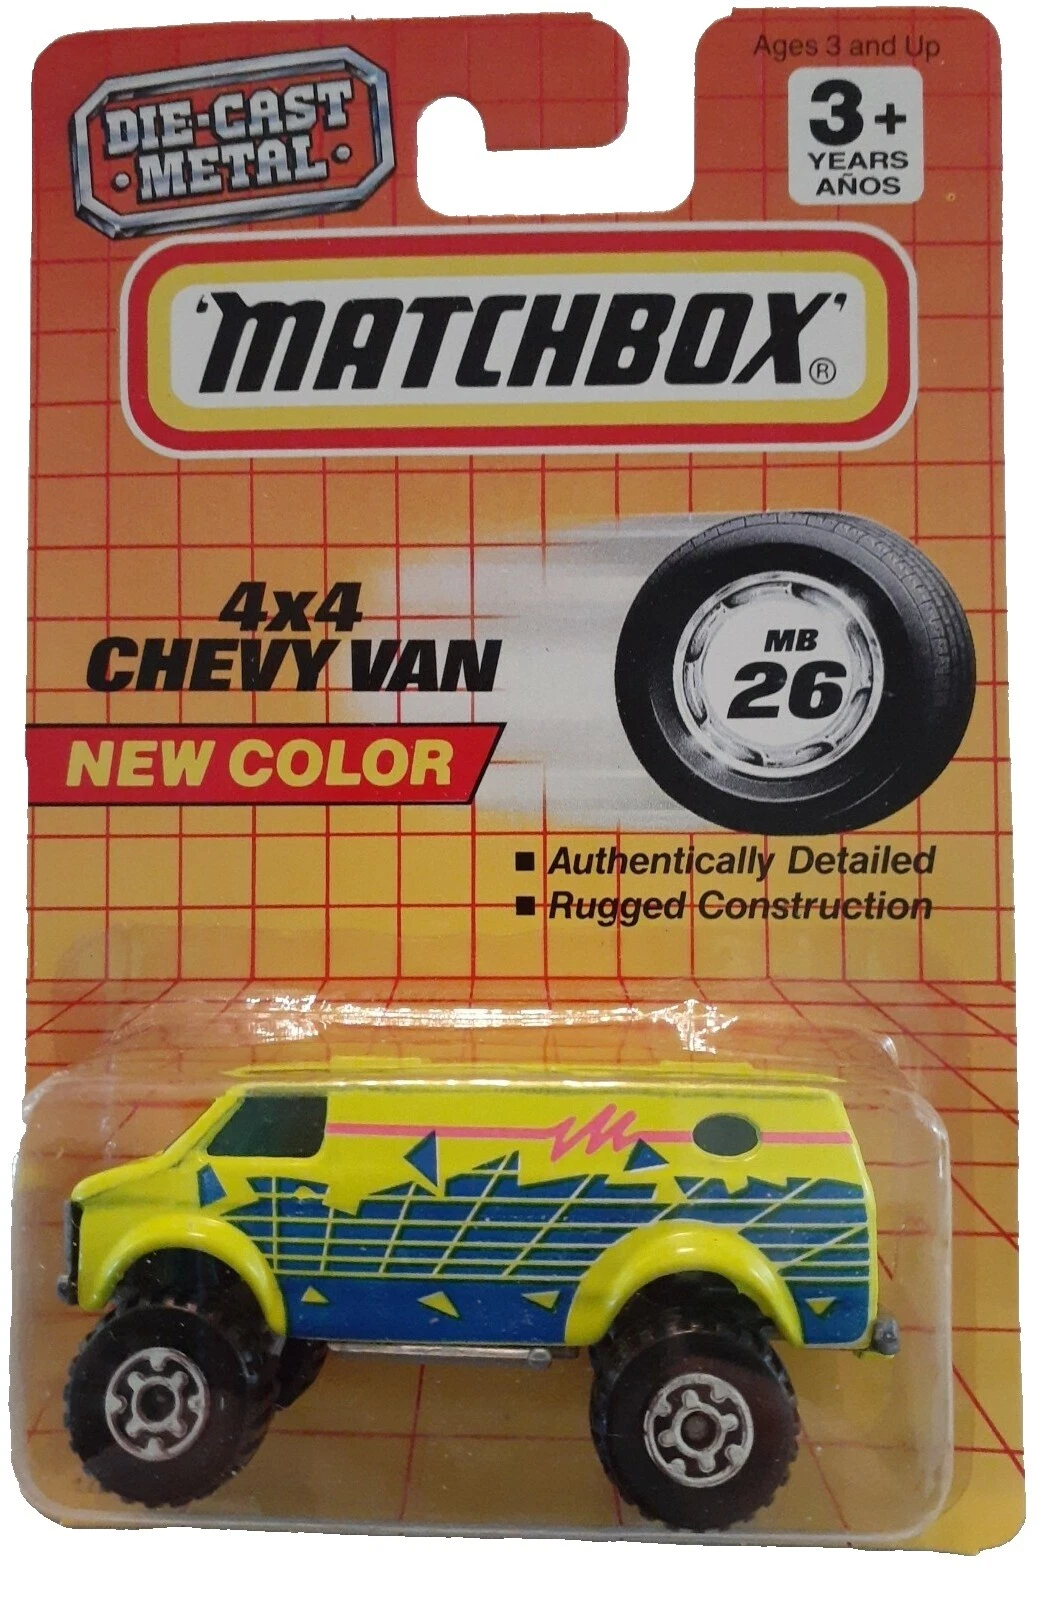 Ages 3 and Up
DIE-CAST
METAL
3+
YEARS
AÑOS
'MATCHBOX'®
4x4
CHEVY VAN
NEW COLOR
MB
26
▪ Authentically Detailed
▪ Rugged Construction